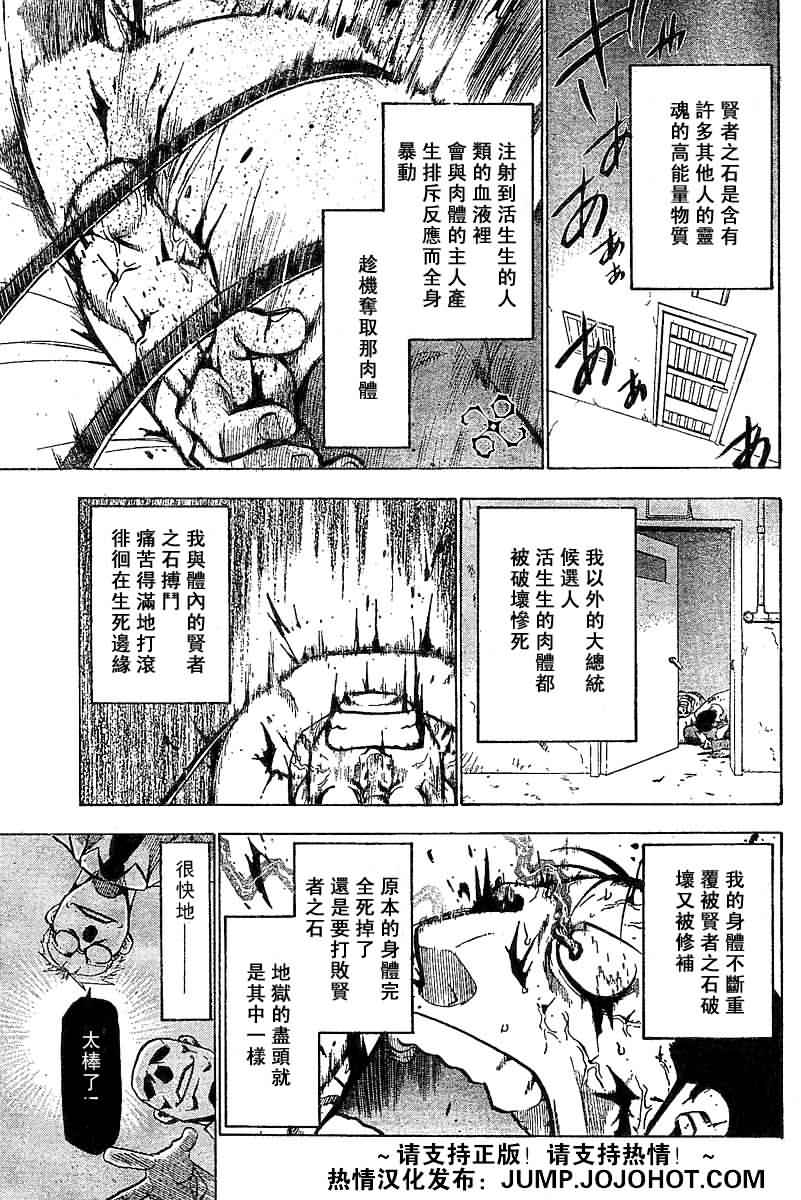 賢者之石是含有
許多其他人的靈
魂的高能量物質
あ
あ
あ
あ
あ
あ
注射到活生生的人
類的血液裡
會與肉體的主人產
生排斥反應而全身
暴動
趁機奪取那肉體
我以外的大總統
候選人
活生生的肉體都
被破壞慘死
我與體內的賢者
之石搏鬥
痛苦得滿地打滾
徘徊在生死邊緣
我的身體不斷重
覆被賢者之石破
壞又被修補
原本的身體完
全死掉了
還是要打敗賢
者之石
地獄的盡頭就
是其中一樣
很快地——
太棒了!
~请支持正版!请支持热情!~
热情汉化发布:JUMP.JOJOHOT.COM